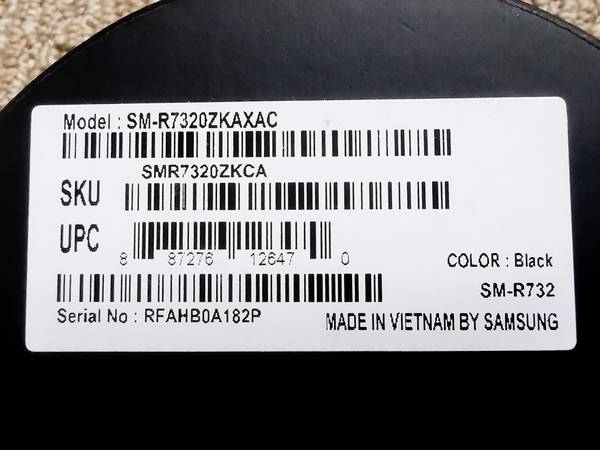 Model : SM-R7320ZKAXAC
SMR7320ZKCA
SKU
UPC
8 87276 12647 0
COLOR : Black
SM-R732
Serial No : RFAHB0A182P
MADE IN VIETNAM BY SAMSUNG